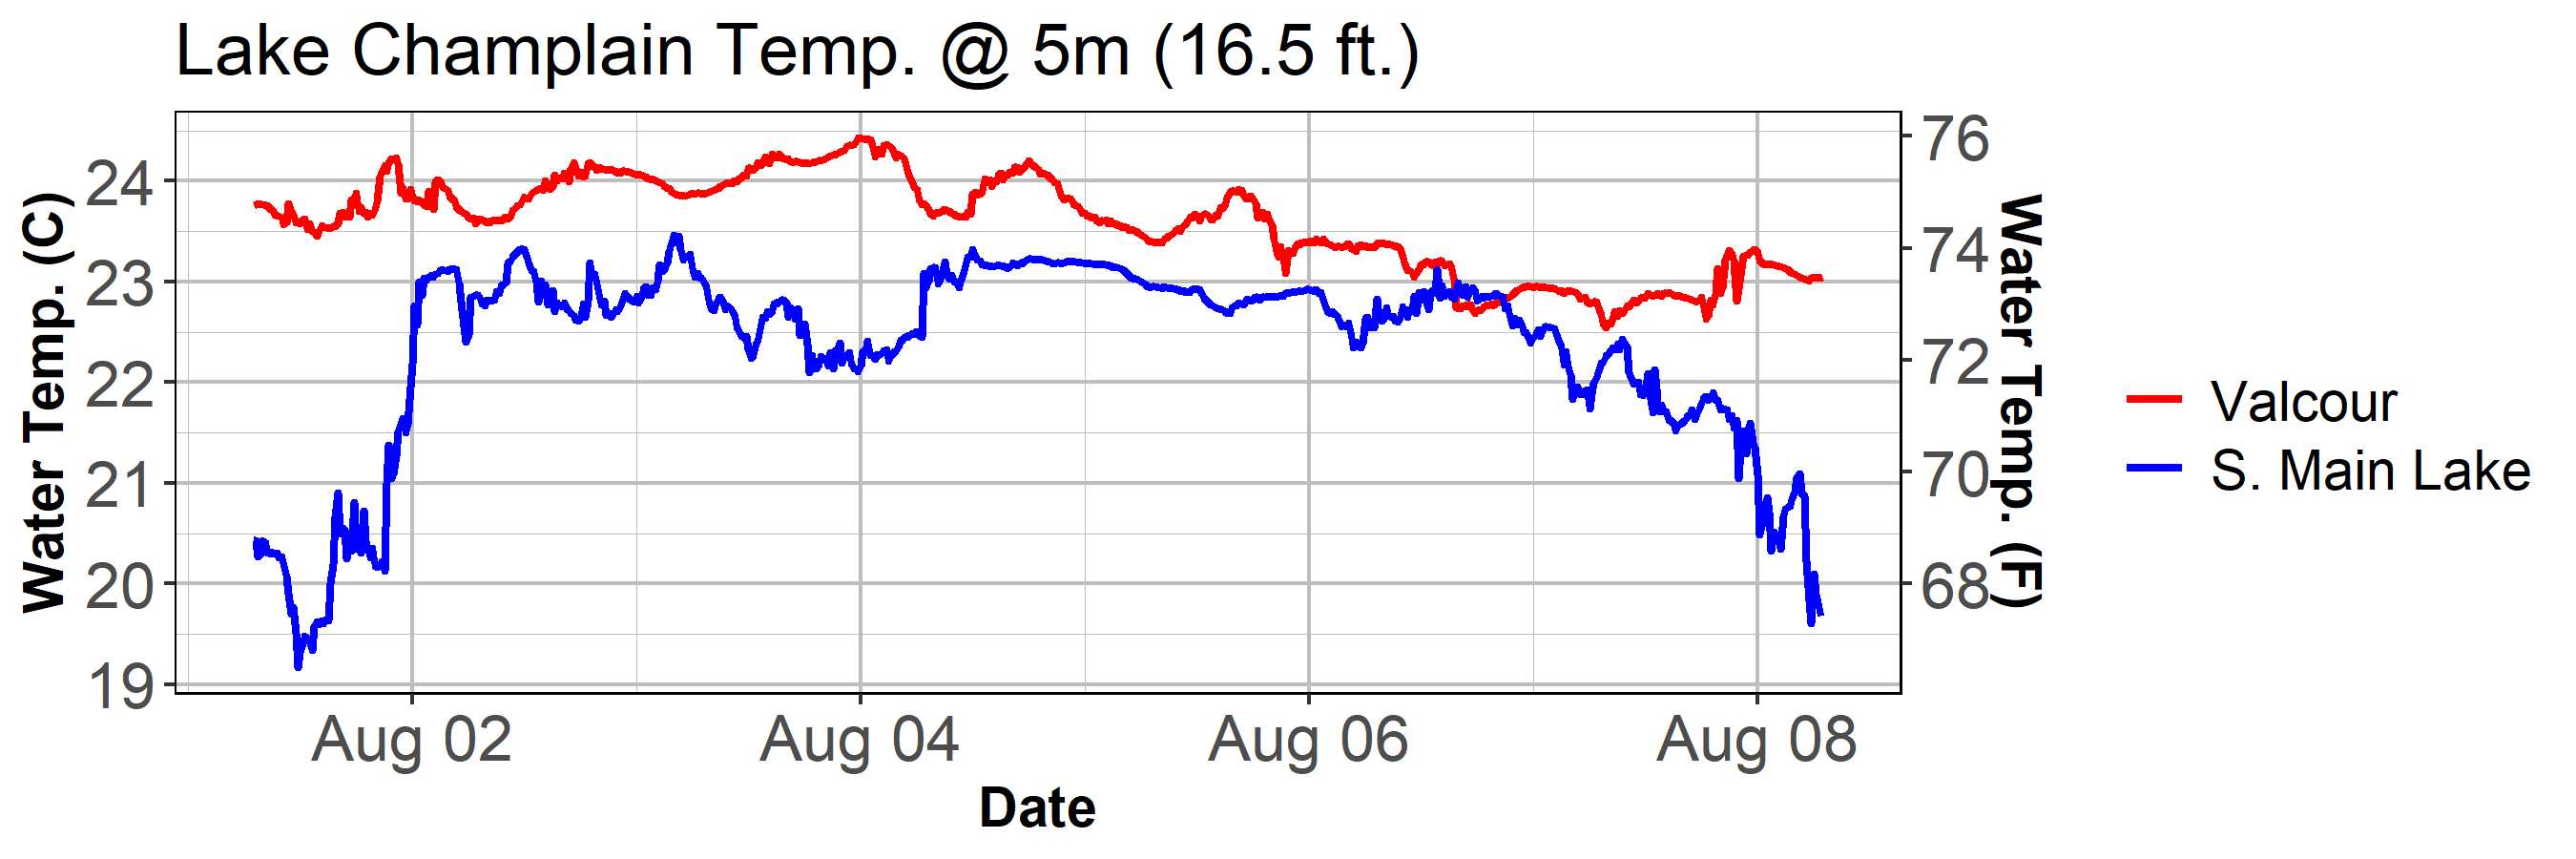 Lake Champlain Temp. @ 5m (16.5 ft.)
Water Temp. (C)
24
23
22
21
20
19
76
74
72
70
68
Water Temp. (F)
Aug 02
Aug 04
Aug 06
Aug 08
Date
Valcour
S. Main Lake